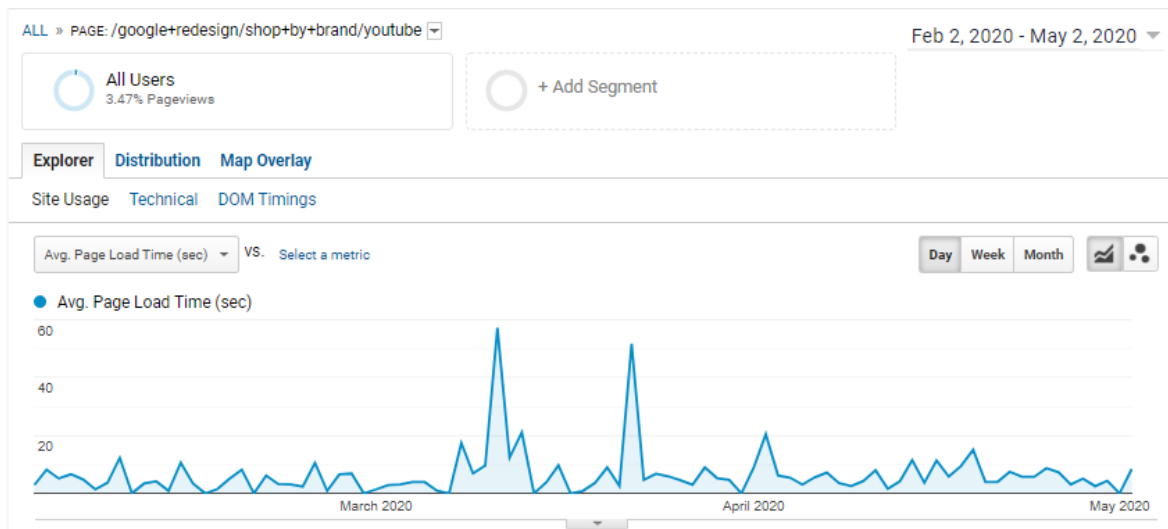 ALL » PAGE: /google+redesign/shop+by+brand/youtube
Feb 2, 2020 - May 2, 2020
All Users
3.47% Pageviews
+ Add Segment
Explorer Distribution Map Overlay
Site Usage Technical DOM Timings
Avg. Page Load Time (sec) VS. Select a metric
Day Week Month
Avg. Page Load Time (sec)
60
40
20
March 2020 April 2020 May 2020